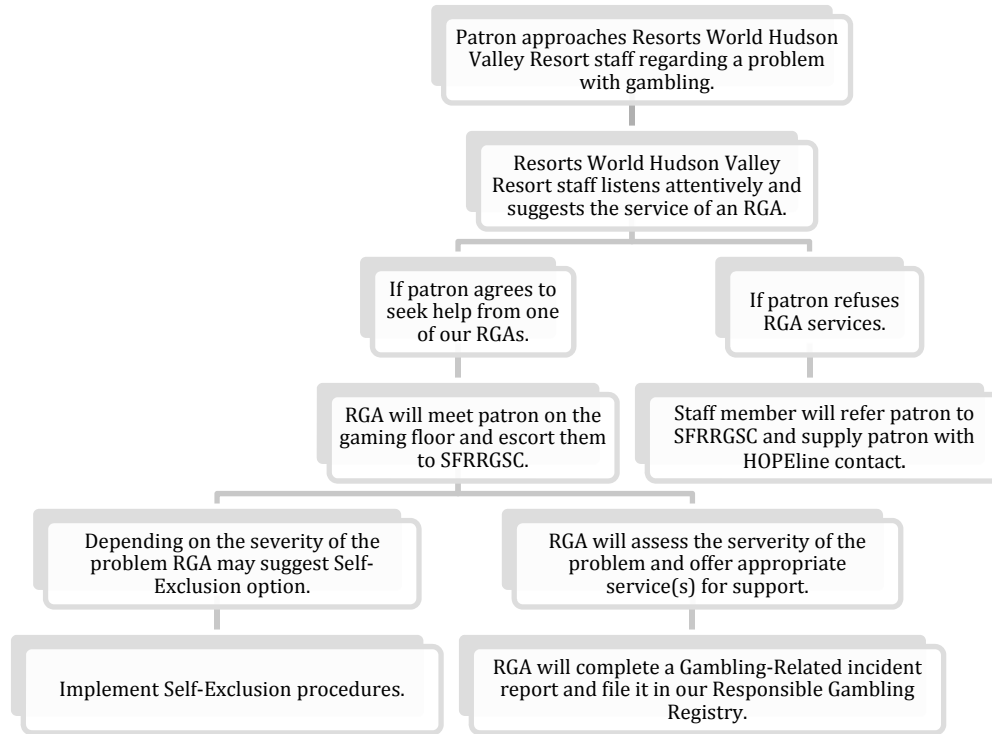 Patron approaches Resorts World Hudson
Valley Resort staff regarding a problem
with gambling.
Resorts World Hudson Valley
Resort staff listens attentively and
suggests the service of an RGA.
If patron agrees to
seek help from one
of our RGAs.
If patron refuses
RGA services.
RGA will meet patron on the
gaming floor and escort them
to SFRRGSC.
Staff member will refer patron to
SFRRGSC and supply patron with
HOPEline contact.
Depending on the severity of the
problem RGA may suggest Self-
Exclusion option.
RGA will assess the serverity of the
problem and offer appropriate
service(s) for support.
Implement Self-Exclusion procedures.
RGA will complete a Gambling-Related incident
report and file it in our Responsible Gambling
Registry.